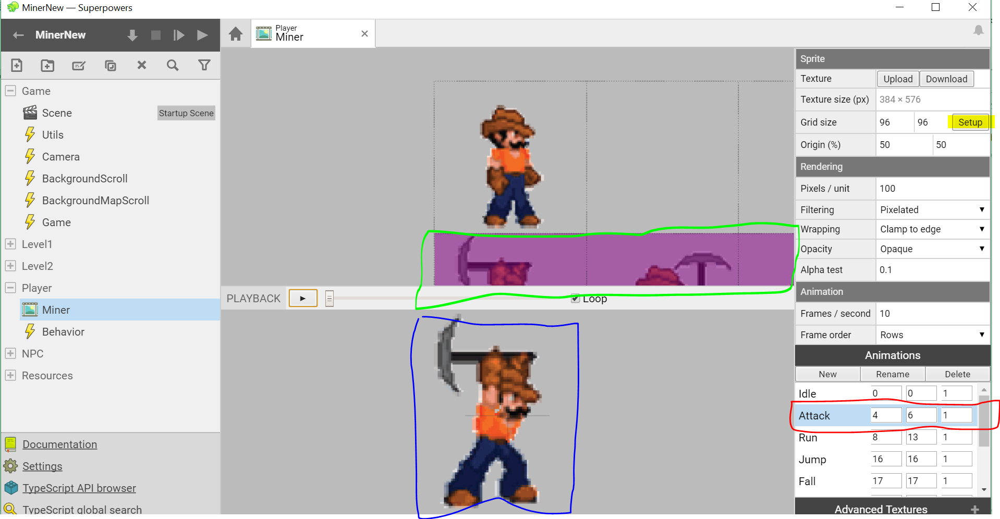 MinerNew — Superpowers
MinerNew
Player
Miner
Game
Scene
Startup Scene
Utils
Camera
BackgroundScroll
BackgroundMapScroll
Game
Level1
Level2
Player
Miner
Behavior
NPC
Resources
Documentation
Settings
TypeScript API browser
TypeScript global search
PLAYBACK
Loop
Sprite
Texture Upload Download
Texture size (px) 384 × 576
Grid size 96 96 Setup
Origin (%) 50 50
Rendering
Pixels / unit 100
Filtering Pixelated
Wrapping Clamp to edge
Opacity Opaque
Alpha test 0.1
Animation
Frames / second 10
Frame order Rows
Animations
New Rename Delete
Idle 0 0 1
Attack 4 6 1
Run 8 13 1
Jump 16 16 1
Fall 17 17 1
Advanced Textures